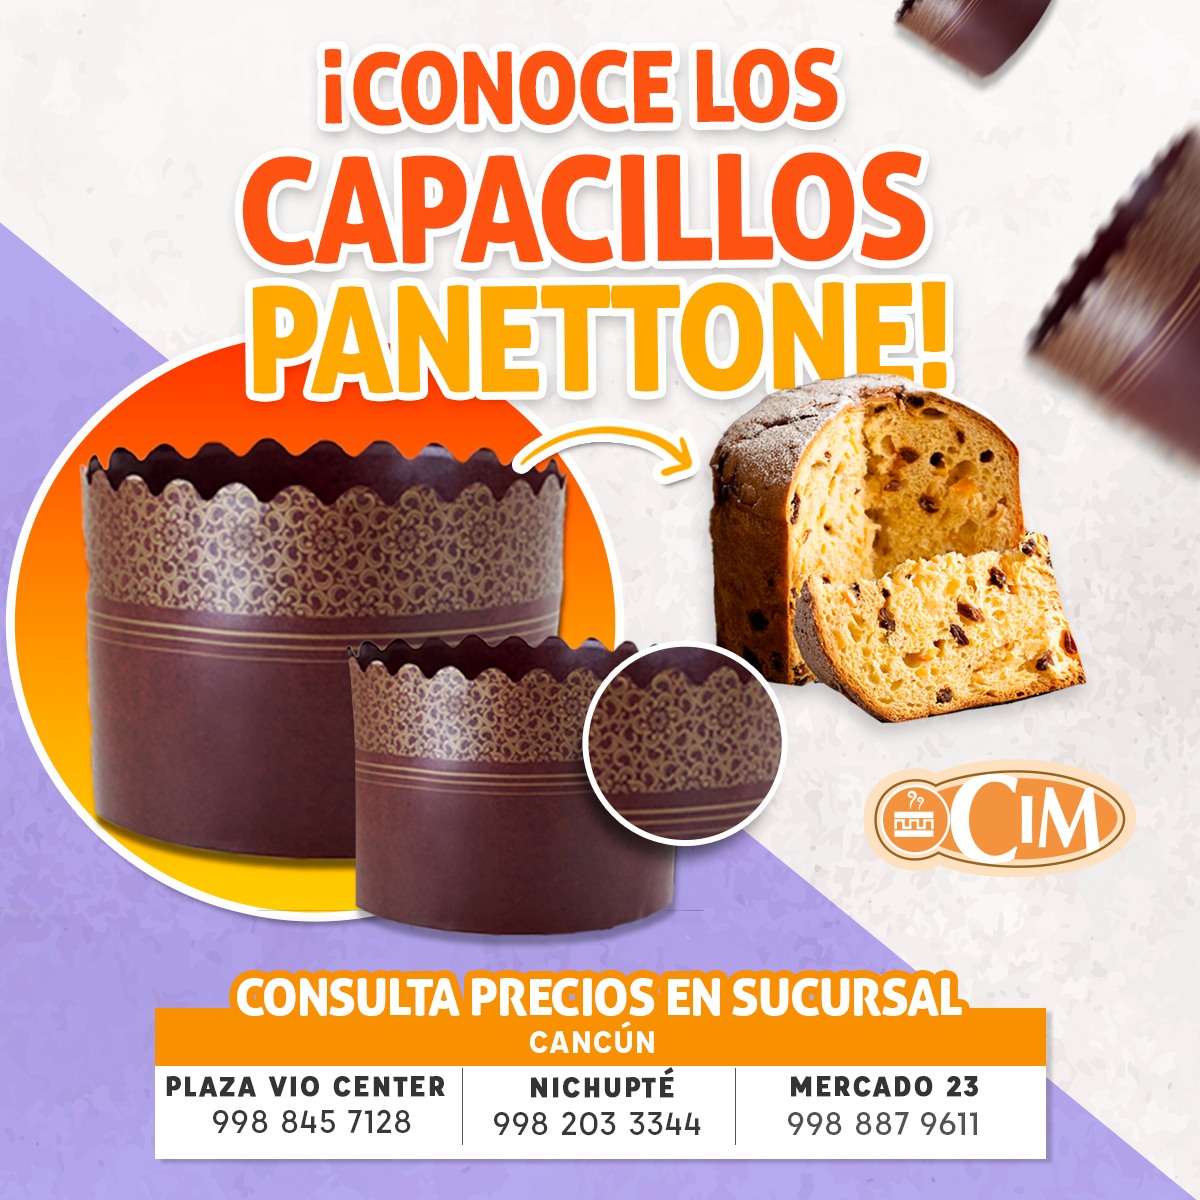 ¡CONOCE LOS
CAPACILLOS
PANETTONE!
CIM
CONSULTA PRECIOS EN SUCURSAL
CANCÚN
PLAZA VIO CENTER
998 845 7128
NICHUPTÉ
998 203 3344
MERCADO 23
998 887 9611